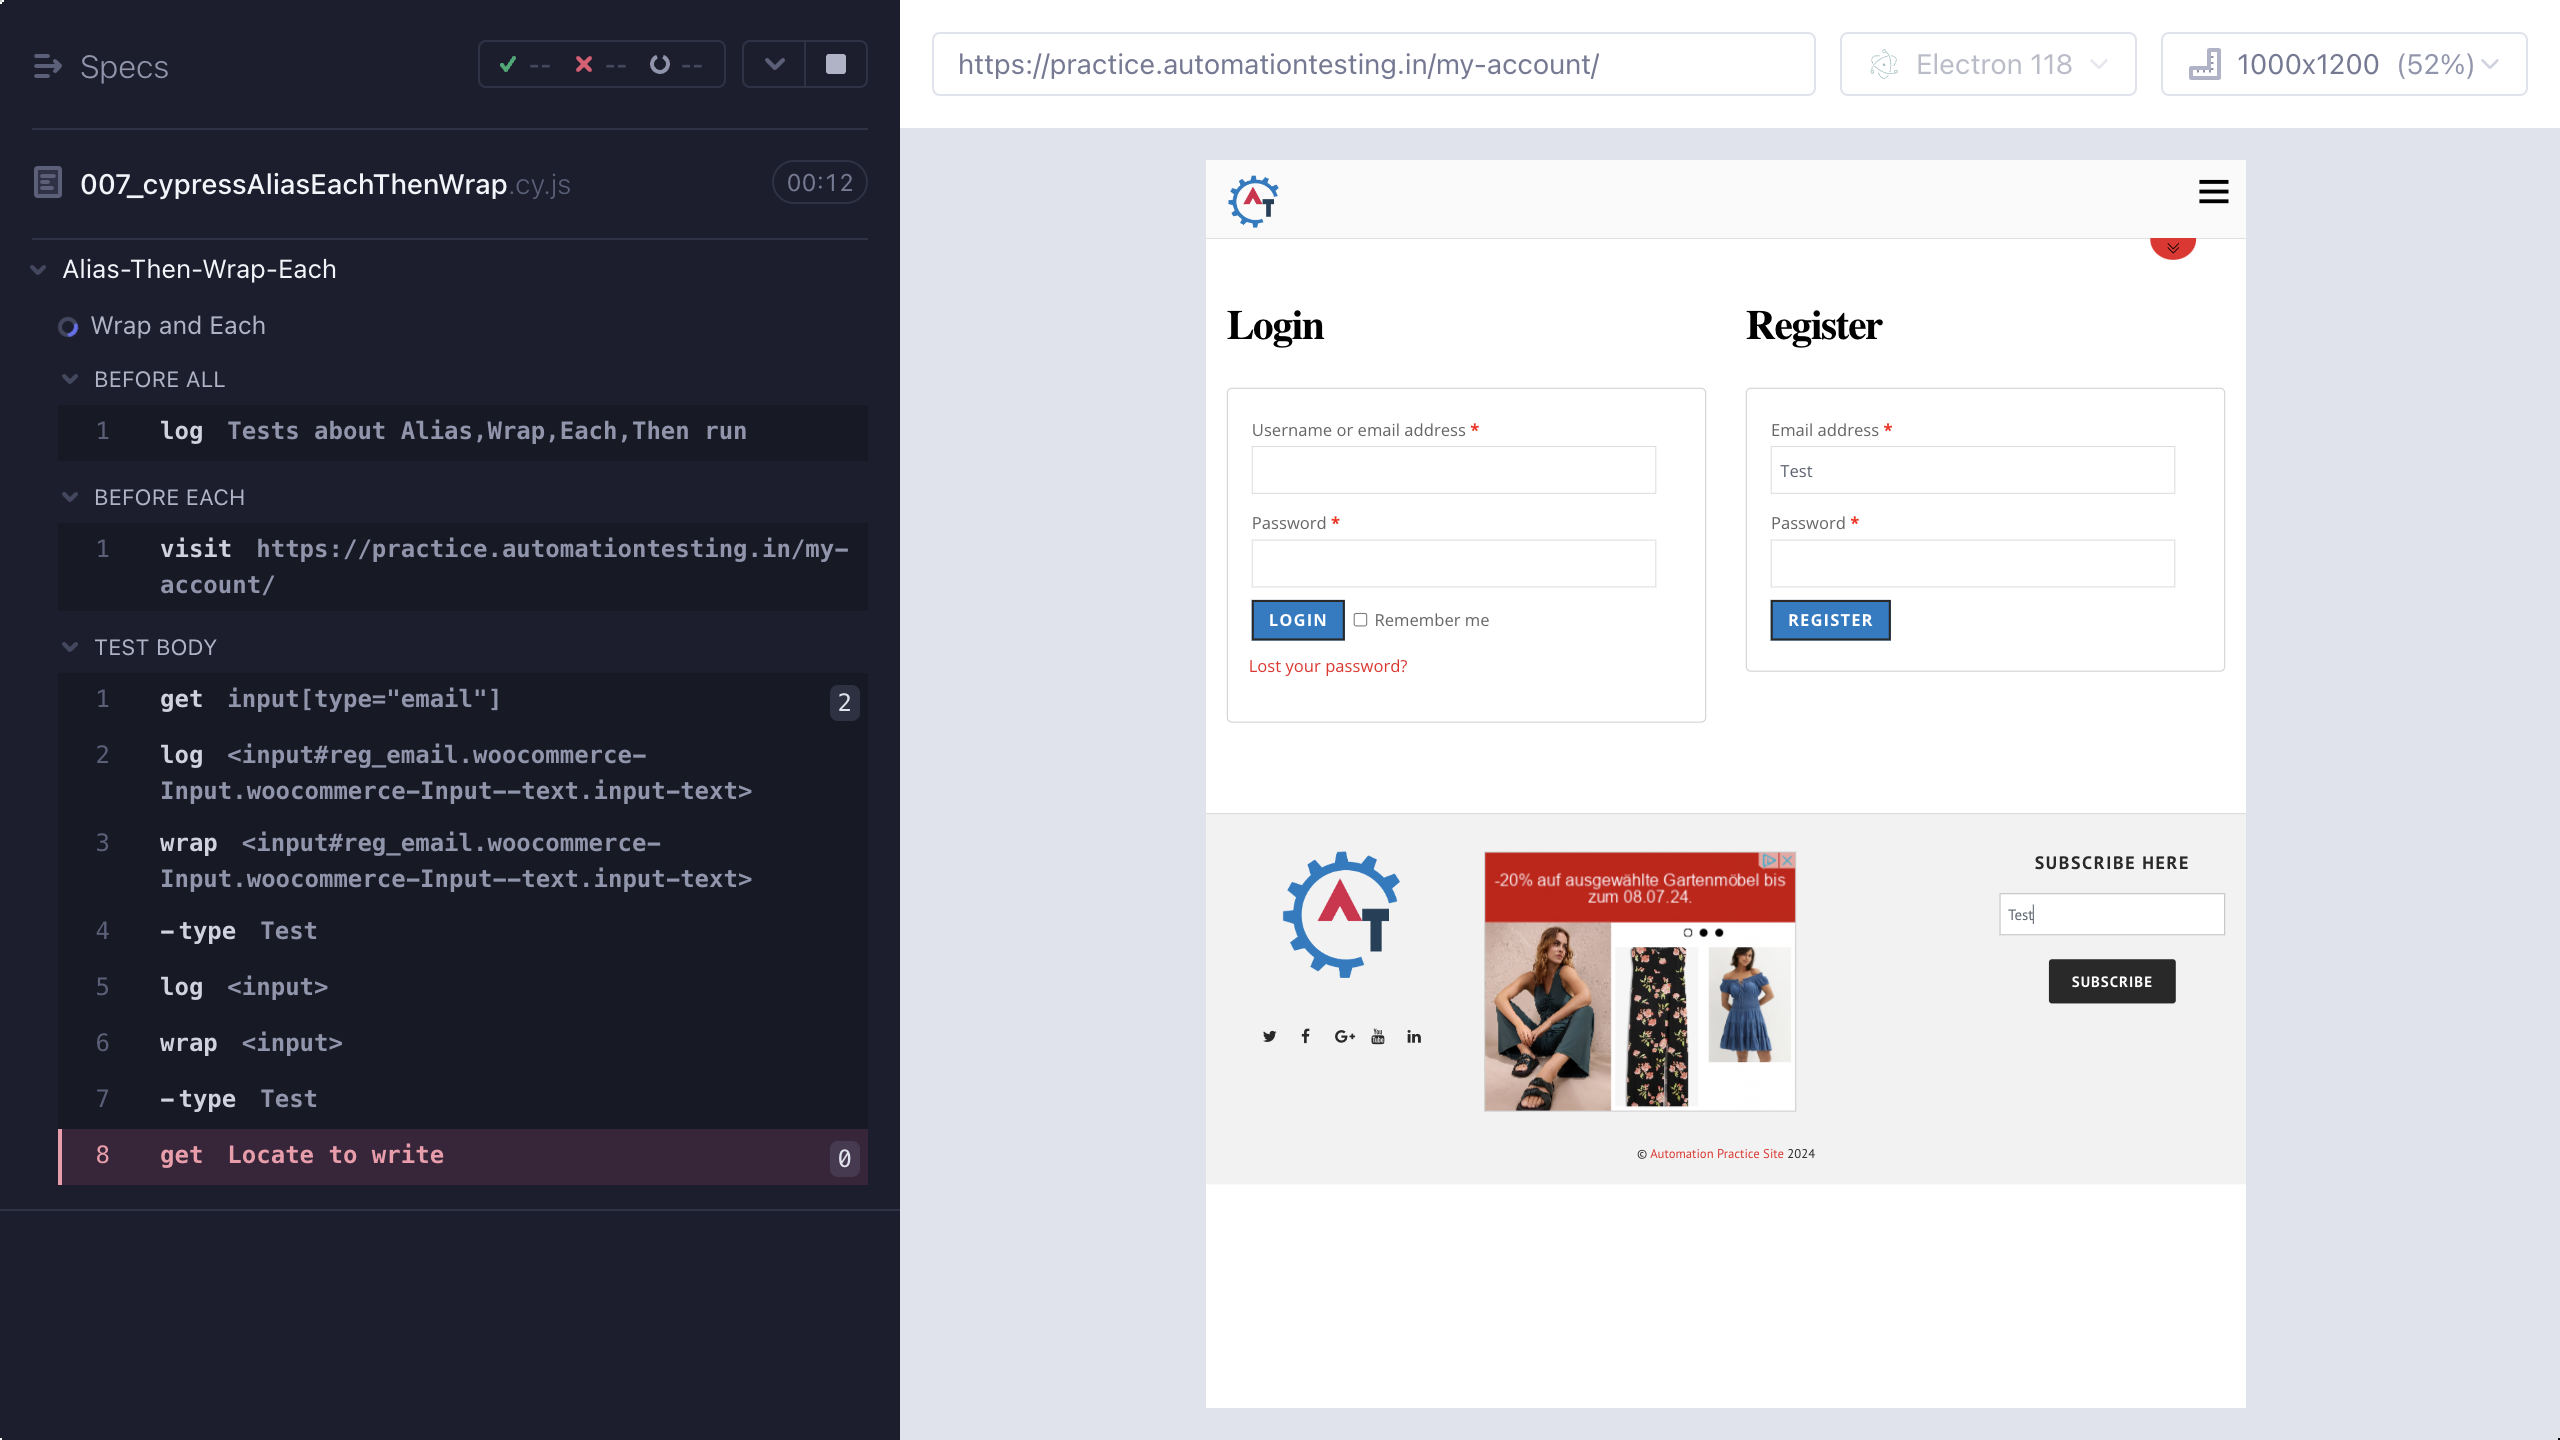 Specs
-- -- --
007_cypressAliasEachThenWrap.cy.js 00:12
Alias-Then-Wrap-Each
Wrap and Each
BEFORE ALL
1 log Tests about Alias,Wrap,Each,Then run
BEFORE EACH
1 visit https://practice.automationtesting.in/my-
account/
TEST BODY
1 get input[type="email"] 2
2 log <input#reg_email.woocommerce-
Input.woocommerce-Input--text.input-text>
3 wrap <input#reg_email.woocommerce-
Input.woocommerce-Input--text.input-text>
4 -type Test
5 log <input>
6 wrap <input>
7 -type Test
8 get Locate to write 0
https://practice.automationtesting.in/my-account/
Electron 118
1000x1200 (52%)
AT
Login
Username or email address *
Password *
LOGIN Remember me
Lost your password?
Register
Email address *
Test
Password *
REGISTER
AT
-20% auf ausgewählte Gartenmöbel bis
zum 08.07.24.
SUBSCRIBE HERE
Test
SUBSCRIBE
© Automation Practice Site 2024